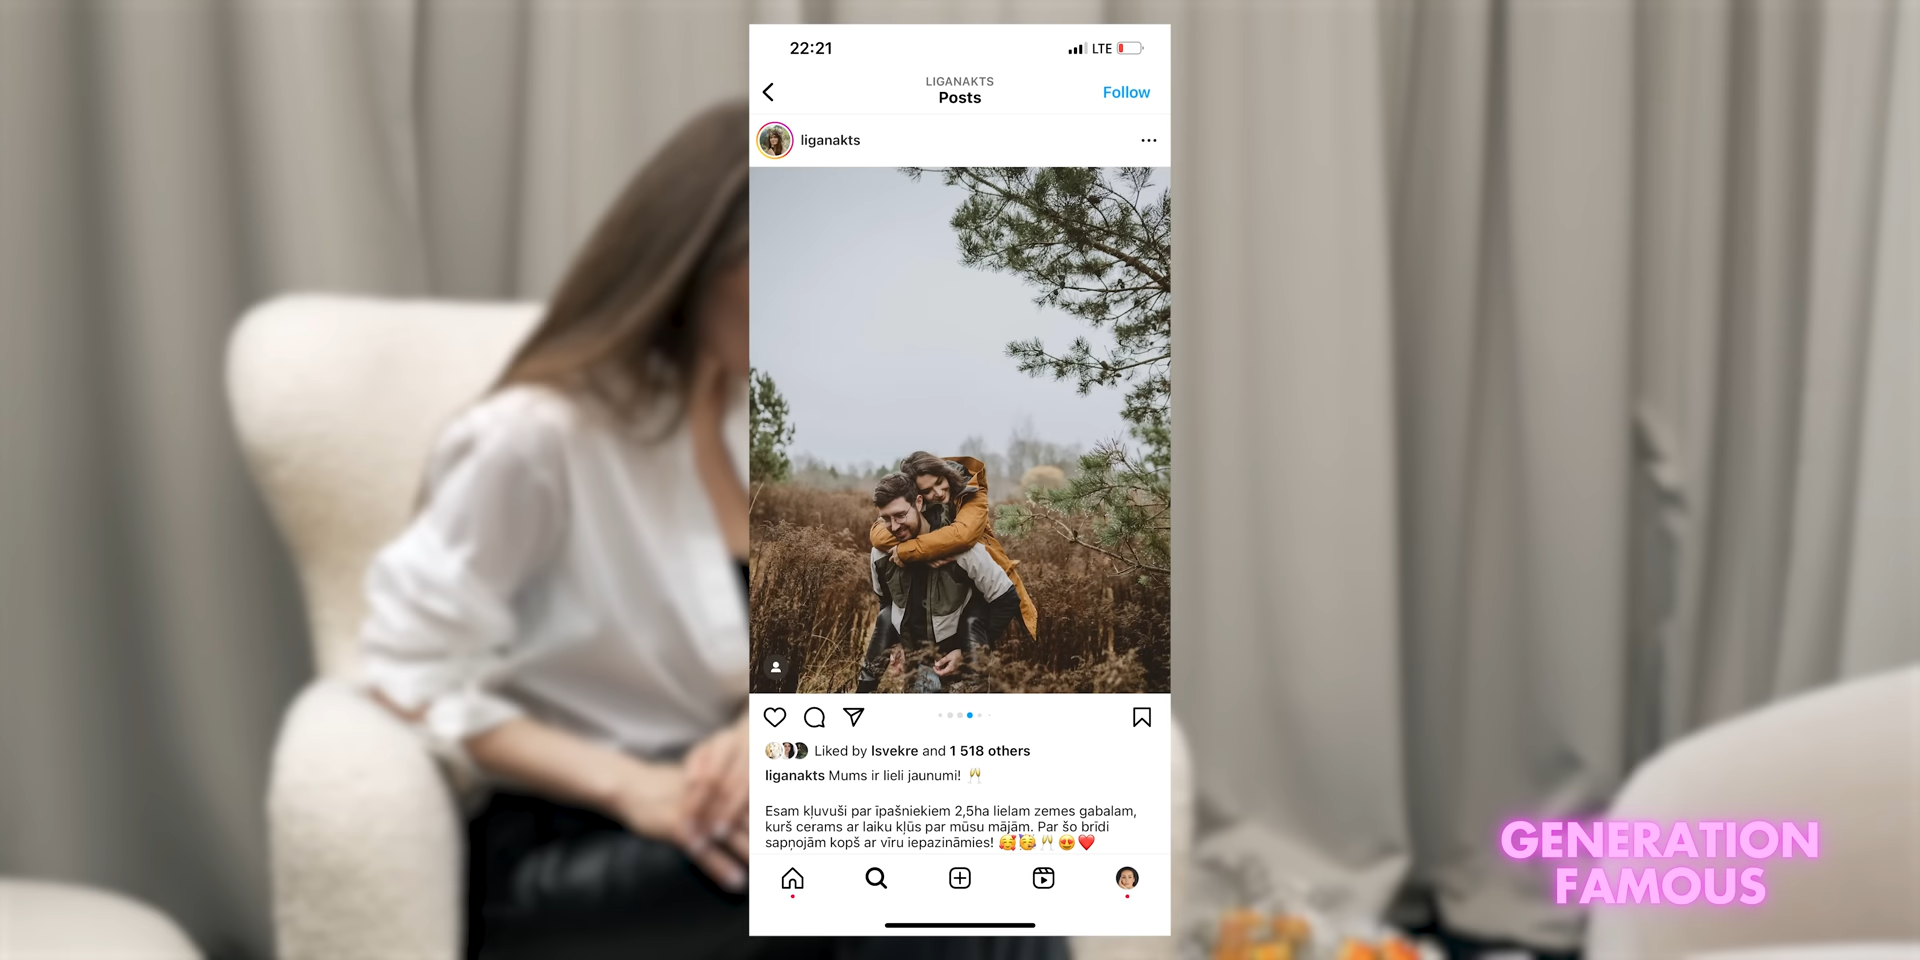 22:21
LTE
LIGANAKTS
Posts
Follow
liganakts
Liked by lsvekre and 1 518 others
liganakts Mums ir lieli jaunumi! 🥂
Esam kļuvuši par īpašniekiem 2,5ha lielam zemes gabalam,
kurš cerams ar laiku kļūs par mūsu mājām. Par šo brīdi
sapņojām kopš ar vīru iepazināmies! 🥰🥳🥂😍❤️
GENERATION
FAMOUS